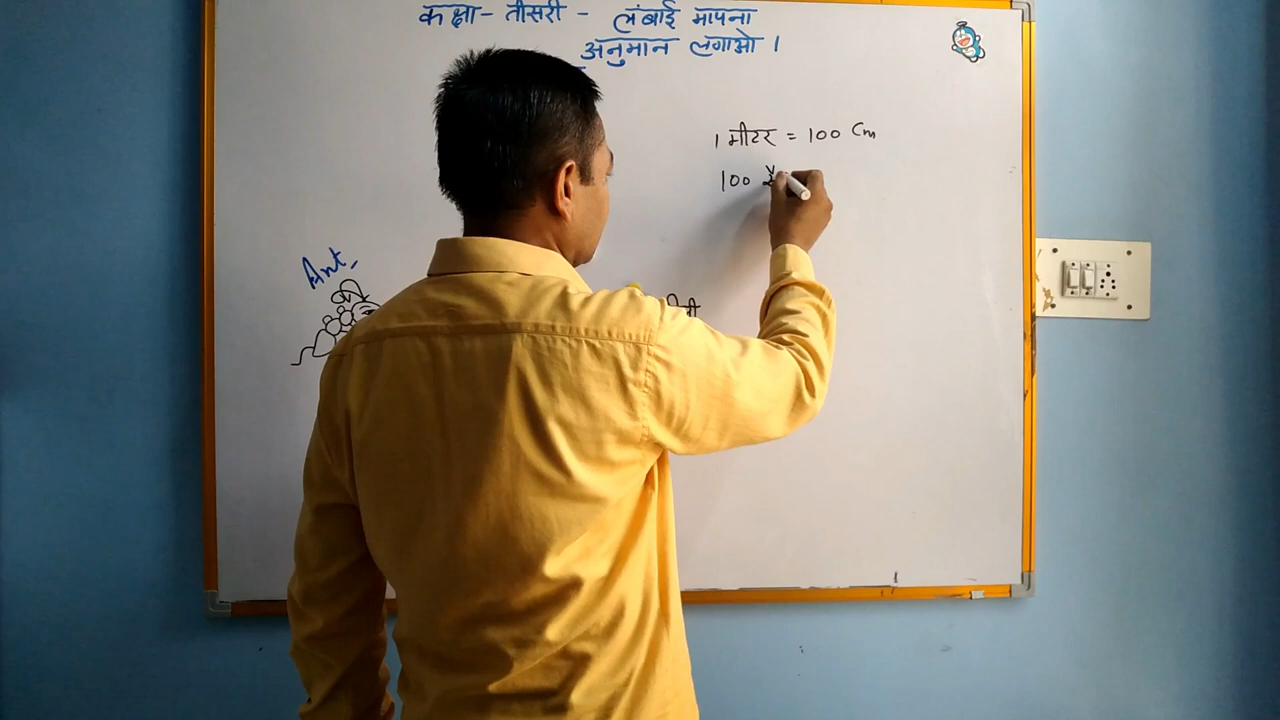 कक्षा - तीसरी - लंबाई मापना
अनुमान लगाओ ।
1 मीटर = 100 Cm
100
Ant -